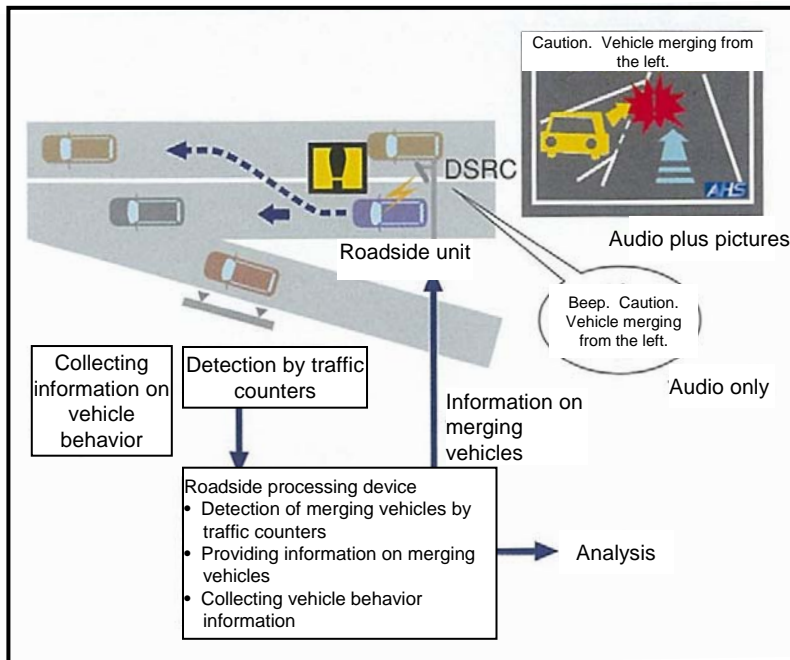 Caution.  Vehicle merging from
the left.
DSRC
AHS
Roadside unit
Audio plus pictures
Beep.  Caution.
Vehicle merging
from the left.
Audio only
Collecting
information on
vehicle
behavior
Detection by traffic
counters
Information on
merging
vehicles
Roadside processing device
• Detection of merging vehicles by
traffic counters
• Providing information on merging
vehicles
• Collecting vehicle behavior
information
Analysis